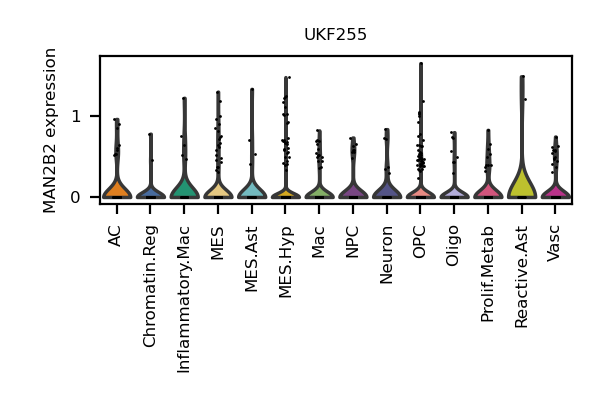 UKF255
MAN2B2 expression
1
0
AC
Chromatin.Reg
Inflammatory.Mac
MES
MES.Ast
MES.Hyp
Mac
NPC
Neuron
OPC
Oligo
Prolif.Metab
Reactive.Ast
Vasc